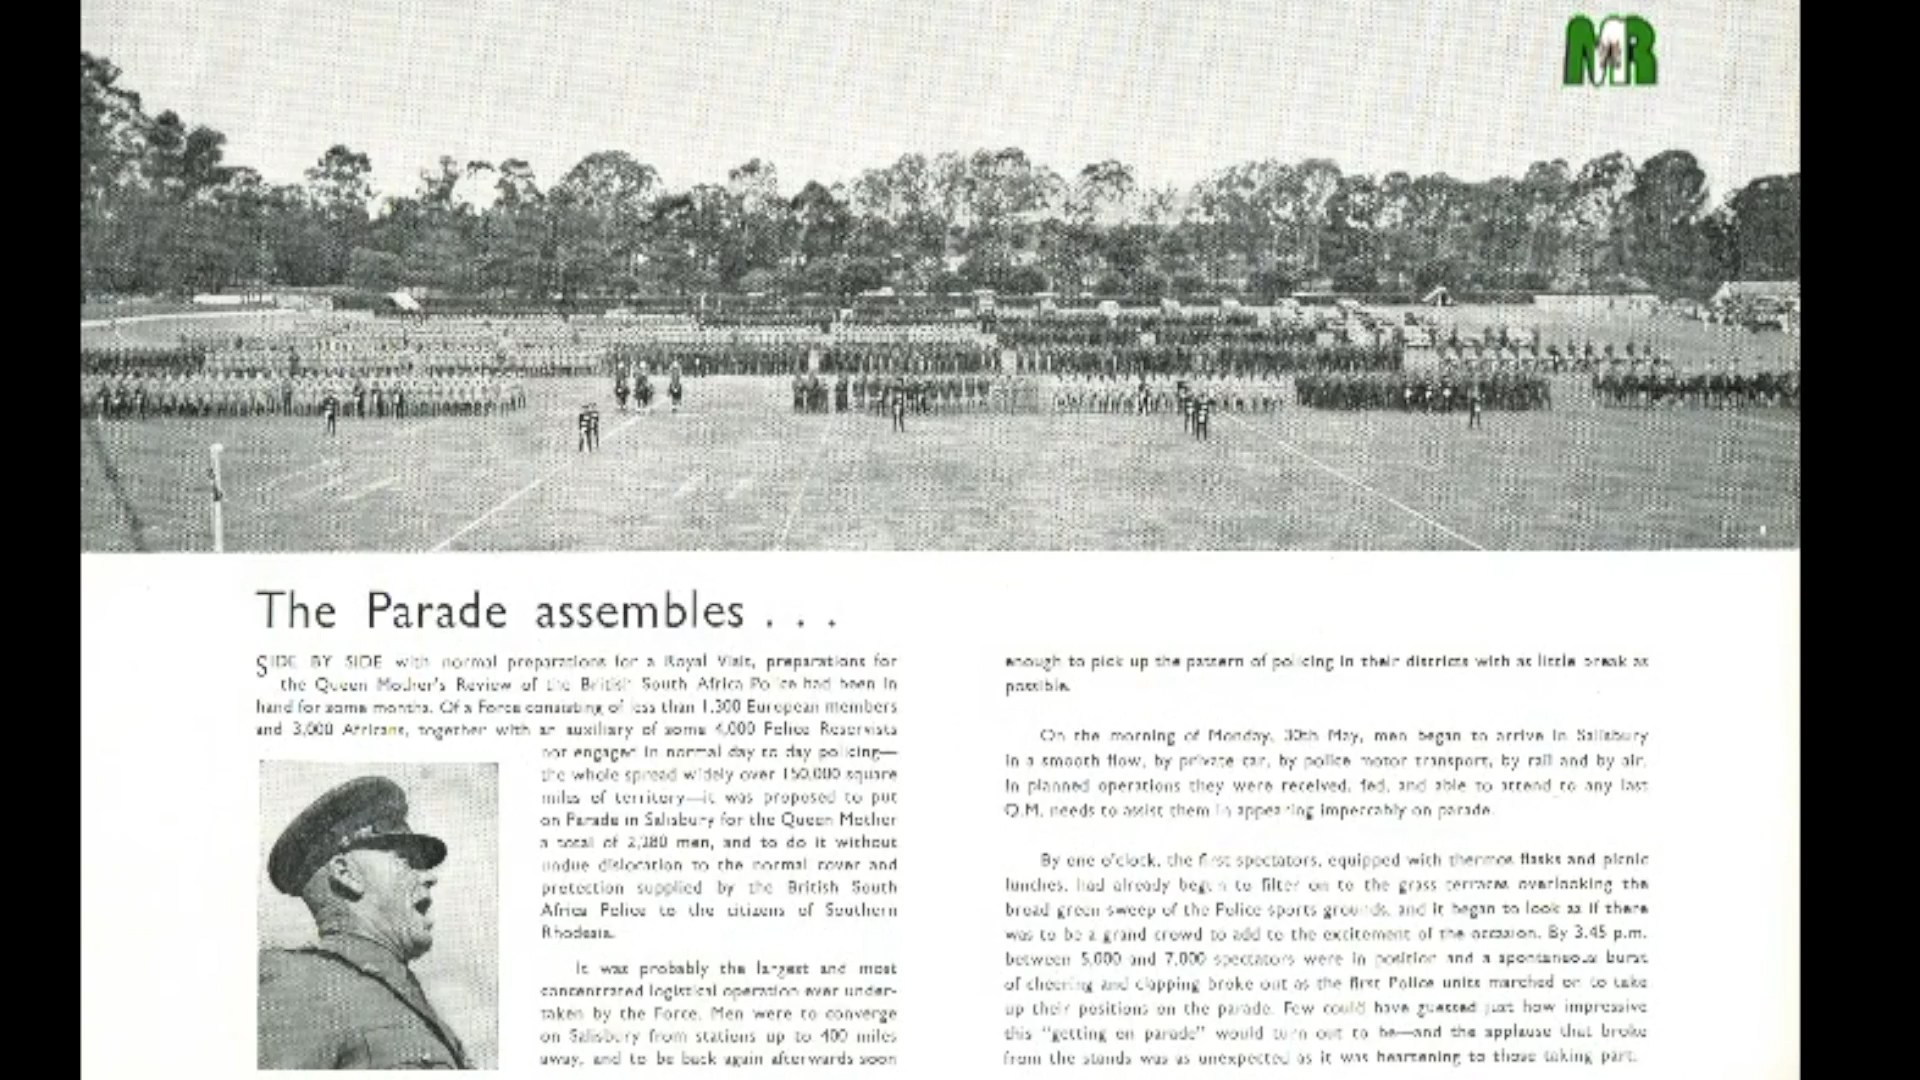 MR
The Parade assembles . . .
SIDE BY SIDE with normal preparations for a Royal Visit, preparations for
the Queen Mother's Review of the British South Africa Police had been in
hand for some months. Of a Force consisting of less than 1,300 European members
and 3,000 Africans, together with an auxiliary of some 4,000 Police Reservists
not engaged in normal day to day policing—
the whole spread widely over 150,000 square
miles of territory—it was proposed to put
on Parade in Salisbury for the Queen Mother
a total of 2,280 men, and to do it without
undue dislocation to the normal cover and
protection supplied by the British South
Africa Police to the citizens of Southern
Rhodesia.
It was probably the largest and most
concentrated logistical operation ever under-
taken by the Force. Men were to converge
on Salisbury from stations up to 400 miles
away, and to be back again afterwards soon
enough to pick up the pattern of policing in their districts with as little break as
possible.
On the morning of Monday, 30th May, men began to arrive in Salisbury
in a smooth flow, by private car, by police motor transport, by rail and by air.
In planned operations they were received, fed, and able to attend to any last
Q.M. needs to assist them in appearing impeccably on parade.
By one o'clock, the first spectators, equipped with thermos flasks and picnic
lunches, had already begun to filter on to the grass terraces overlooking the
broad green sweep of the Police sports grounds, and it began to look as if there
was to be a grand crowd to add to the excitement of the occasion. By 3.45 p.m.
between 5,000 and 7,000 spectators were in position and a spontaneous burst
of cheering and clapping broke out as the first Police units marched on to take
up their positions on the parade. Few could have guessed just how impressive
this "getting on parade" would turn out to be—and the applause that broke
from the stands was as unexpected as it was heartening to those taking part.